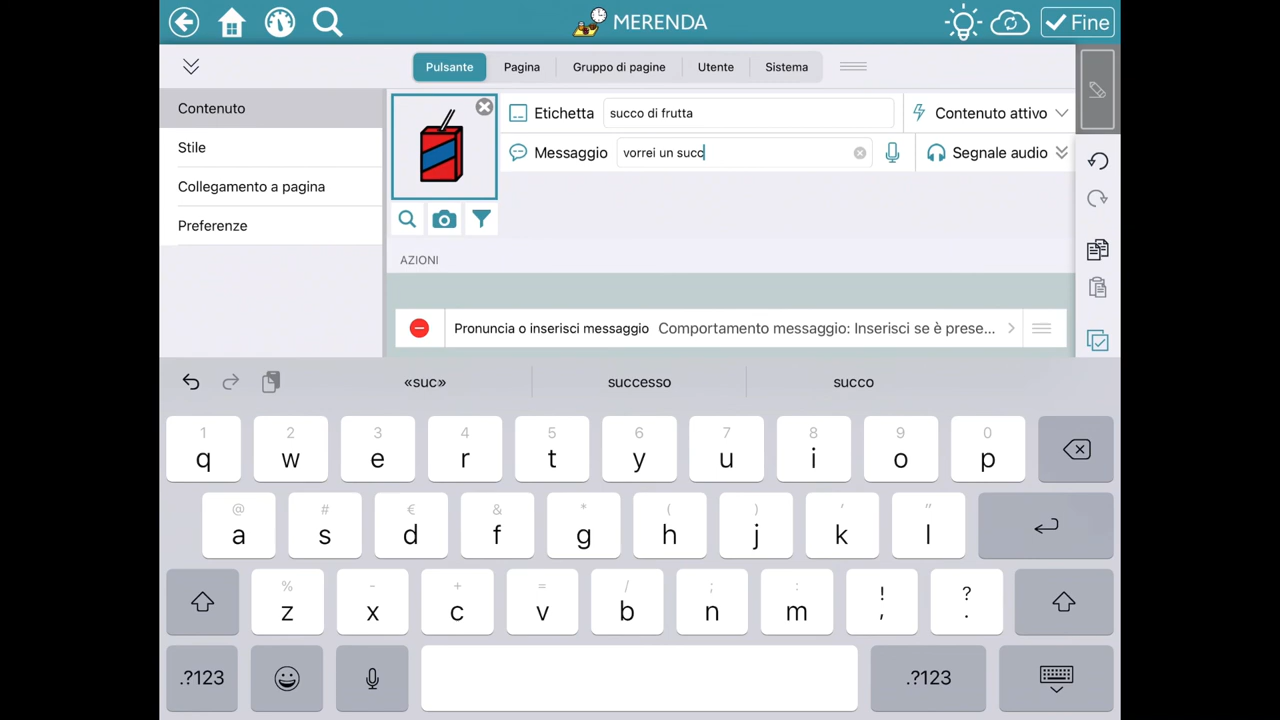 MERENDA
Fine
Pulsante Pagina Gruppo di pagine Utente Sistema
Contenuto
Stile
Collegamento a pagina
Preferenze
Etichetta succo di frutta Contenuto attivo
Messaggio vorrei un succ Segnale audio
AZIONI
Pronuncia o inserisci messaggio Comportamento messaggio: Inserisci se è prese...
«suc» successo succo
1 2 3 4 5 6 7 8 9 0
q w e r t y u i o p
@ # € & * ( ) ' "
a s d f g h j k l
% - + = / ; : ! ?
z x c v b n m , .
.?123 .?123